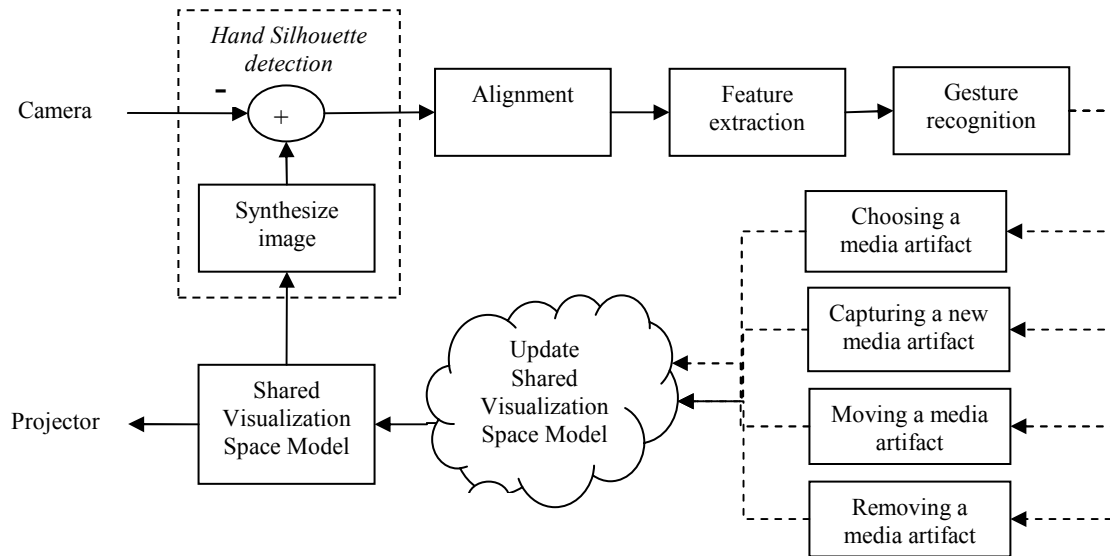 Hand Silhouette
detection
Camera
-
+
Alignment
Feature
extraction
Gesture
recognition
Synthesize
image
Choosing a
media artifact
Capturing a new
media artifact
Moving a media
artifact
Removing a
media artifact
Update
Shared
Visualization
Space Model
Shared
Visualization
Space Model
Projector